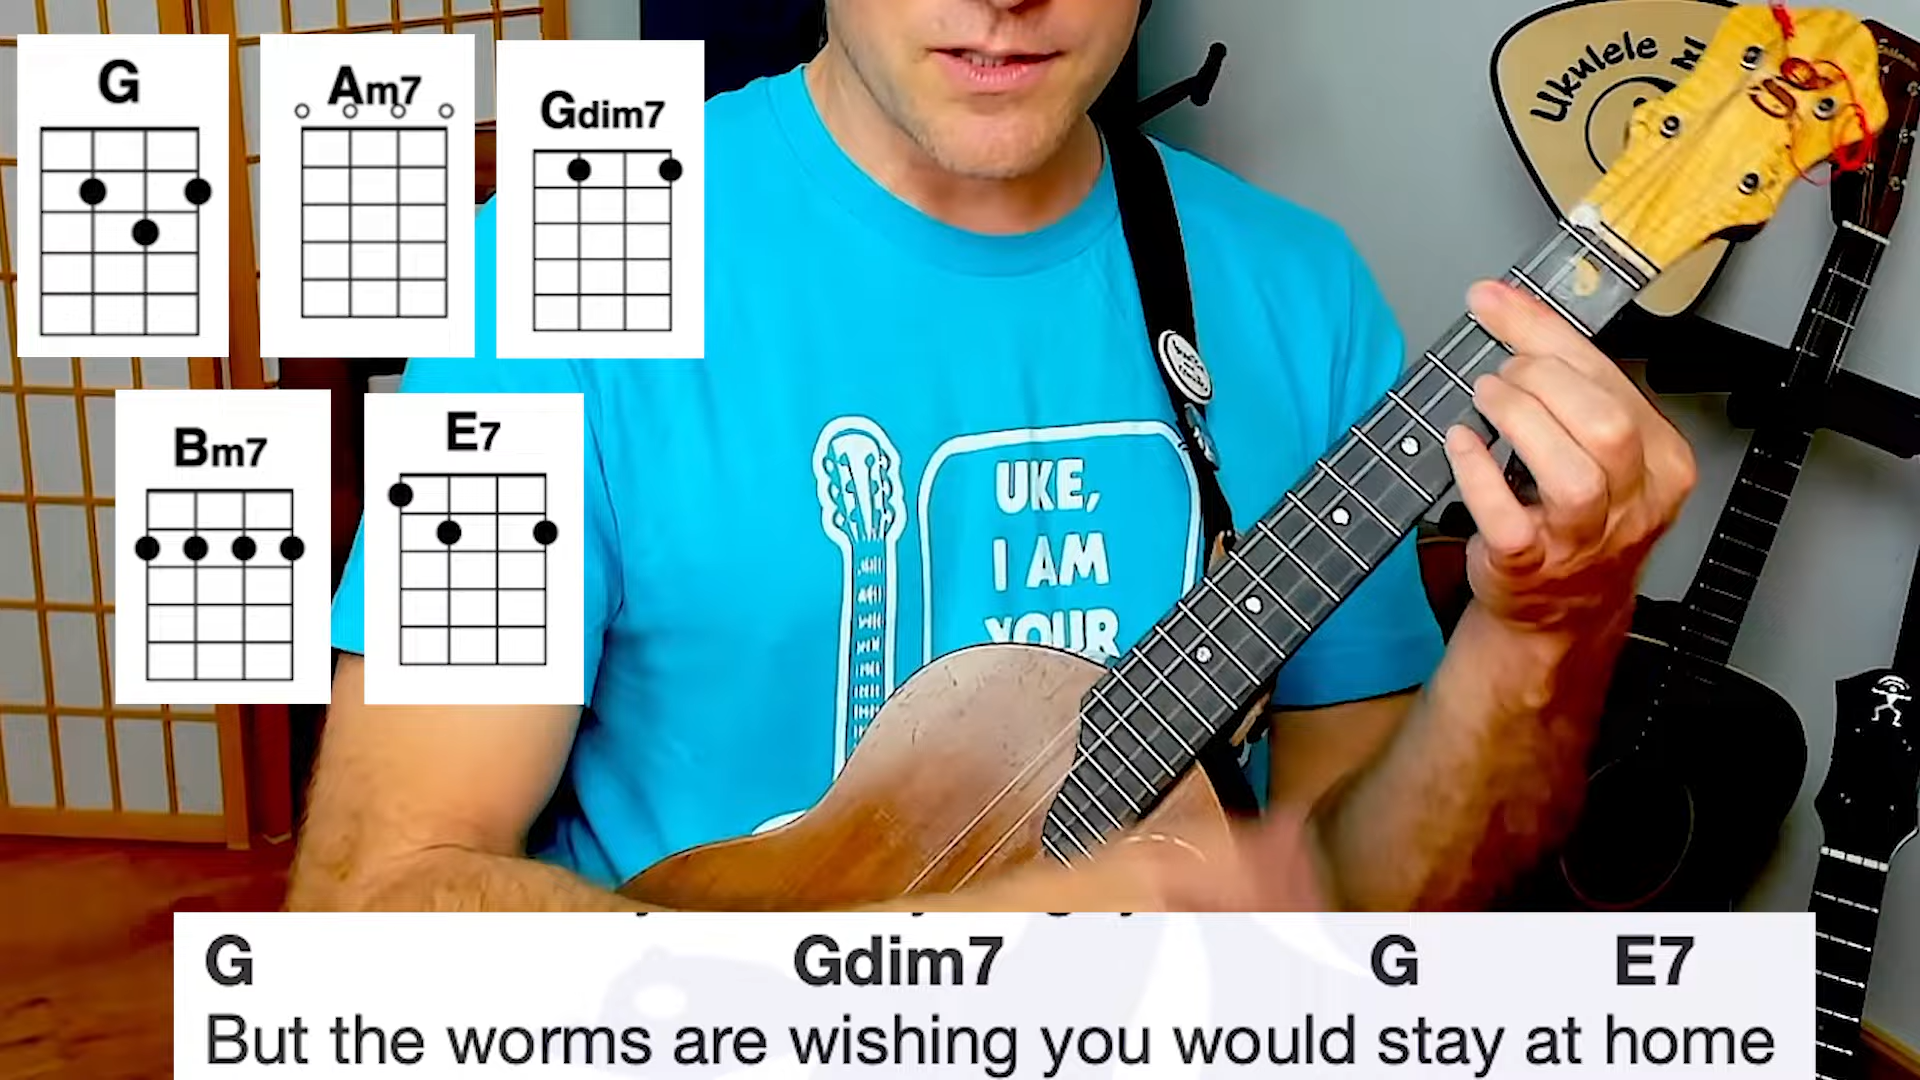 G
Am7
Gdim7
Bm7
E7
Ukulele
UKE,
I AM
YOUR
G Gdim7 G E7
But the worms are wishing you would stay at home